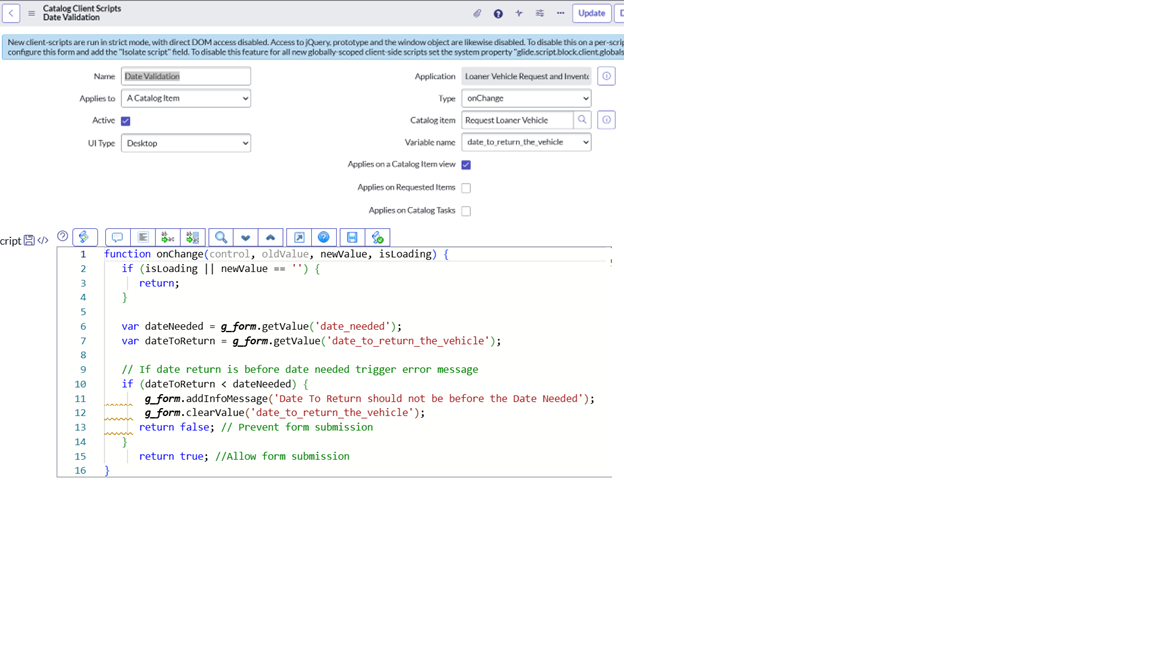 Catalog Client Scripts
Date Validation
Update
D
New client-scripts are run in strict mode, with direct DOM access disabled. Access to jQuery, prototype and the window object are likewise disabled. To disable this on a per-scrip
configure this form and add the "Isolate script" field. To disable this feature for all new globally-scoped client-side scripts set the system property "glide.script.block.client.globals
Name Date Validation
Application Loaner Vehicle Request and Invento
Applies to A Catalog Item
Type onChange
Active
Catalog item Request Loaner Vehicle
UI Type Desktop
Variable name date_to_return_the_vehicle
Applies on a Catalog Item view
Applies on Requested Items
Applies on Catalog Tasks
cript
1 function onChange(control, oldValue, newValue, isLoading) {
2 if (isLoading || newValue == '') {
3 return;
4 }
5
6 var dateNeeded = g_form.getValue('date_needed');
7 var dateToReturn = g_form.getValue('date_to_return_the_vehicle');
8
9 // If date return is before date needed trigger error message
10 if (dateToReturn < dateNeeded) {
11 g_form.addInfoMessage('Date To Return should not be before the Date Needed');
12 g_form.clearValue('date_to_return_the_vehicle');
13 return false; // Prevent form submission
14 }
15 return true; //Allow form submission
16 }